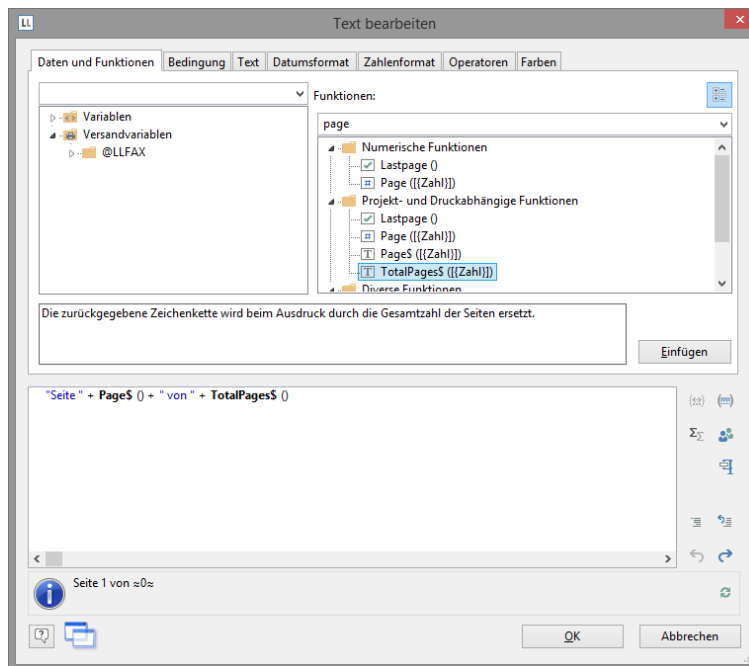 LL
Text bearbeiten
Daten und Funktionen
Bedingung
Text
Datumsformat
Zahlenformat
Operatoren
Farben
Funktionen:
Variablen
Versandvariablen
@LLFAX
page
Numerische Funktionen
Lastpage ()
Page ([{Zahl}])
Projekt- und Druckabhängige Funktionen
Lastpage ()
Page ([{Zahl}])
Page$ ([{Zahl}])
TotalPages$ ([{Zahl}])
Diverse Funktionen
Die zurückgegebene Zeichenkette wird beim Ausdruck durch die Gesamtzahl der Seiten ersetzt.
Einfügen
"Seite " + Page$ () + " von " + TotalPages$ ()
Seite 1 von ≈0≈
OK
Abbrechen